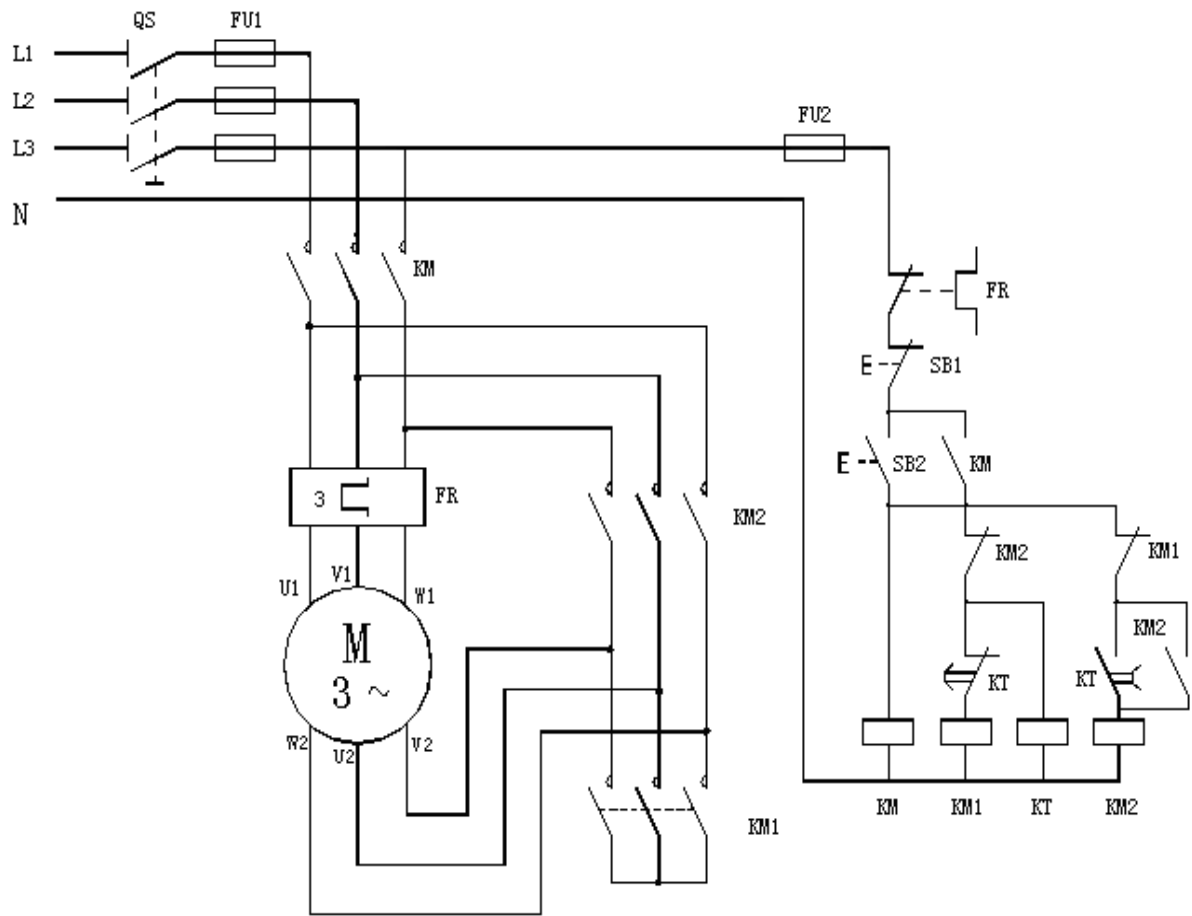 QS FU1
L1
L2
FU2
L3
N
KM
FR
SB1
SB2 KM
3 FR
KM2
KM2 KM1
U1 V1 W1
M
3 ~
KM2
KT KT
W2 U2 V2
KM1
KM KM1 KT KM2